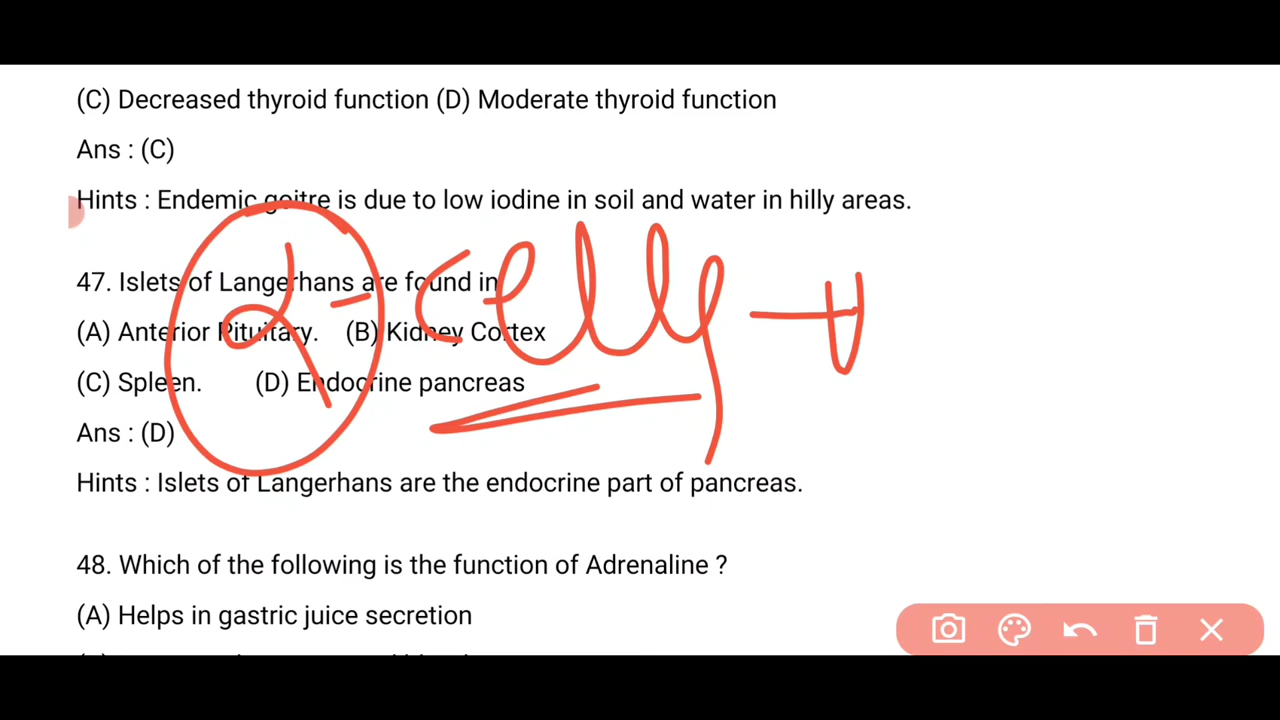 (C) Decreased thyroid function (D) Moderate thyroid function
Ans : (C)
Hints : Endemic goitre is due to low iodine in soil and water in hilly areas.
47. Islets of Langerhans are found in
(A) Anterior Pituitary. (B) Kidney Cortex
(C) Spleen. (D) Endocrine pancreas
Ans : (D)
α - cells
Hints : Islets of Langerhans are the endocrine part of pancreas.
48. Which of the following is the function of Adrenaline ?
(A) Helps in gastric juice secretion